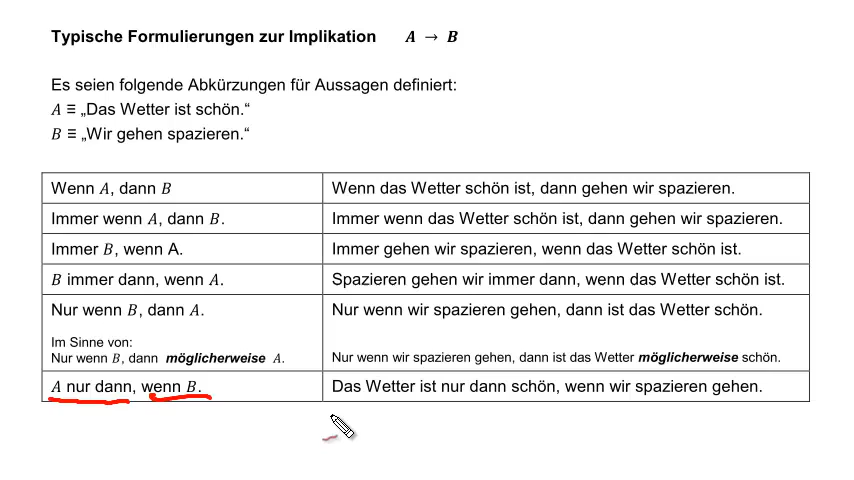 Typische Formulierungen zur Implikation A → B
Es seien folgende Abkürzungen für Aussagen definiert:
A ≡ „Das Wetter ist schön.“
B ≡ „Wir gehen spazieren.“
Wenn A, dann B Wenn das Wetter schön ist, dann gehen wir spazieren.
Immer wenn A, dann B. Immer wenn das Wetter schön ist, dann gehen wir spazieren.
Immer B, wenn A. Immer gehen wir spazieren, wenn das Wetter schön ist.
B immer dann, wenn A. Spazieren gehen wir immer dann, wenn das Wetter schön ist.
Nur wenn B, dann A. Nur wenn wir spazieren gehen, dann ist das Wetter schön.
Im Sinne von:
Nur wenn B, dann möglicherweise A. Nur wenn wir spazieren gehen, dann ist das Wetter möglicherweise schön.
A nur dann, wenn B. Das Wetter ist nur dann schön, wenn wir spazieren gehen.